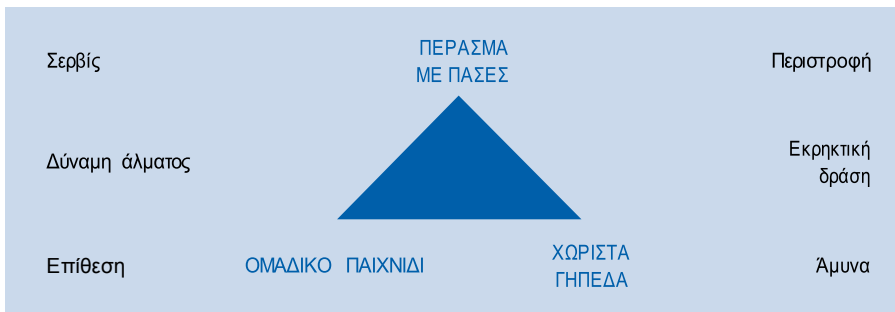 Σερβίς
ΠΕΡΑΣΜΑ
ΜΕ ΠΑΣΕΣ
Περιστροφή
Δύναμη άλματος
Εκρηκτική
δράση
Επίθεση
ΟΜΑΔΙΚΟ ΠΑΙΧΝΙΔΙ
ΧΩΡΙΣΤΑ
ΓΗΠΕΔΑ
Άμυνα